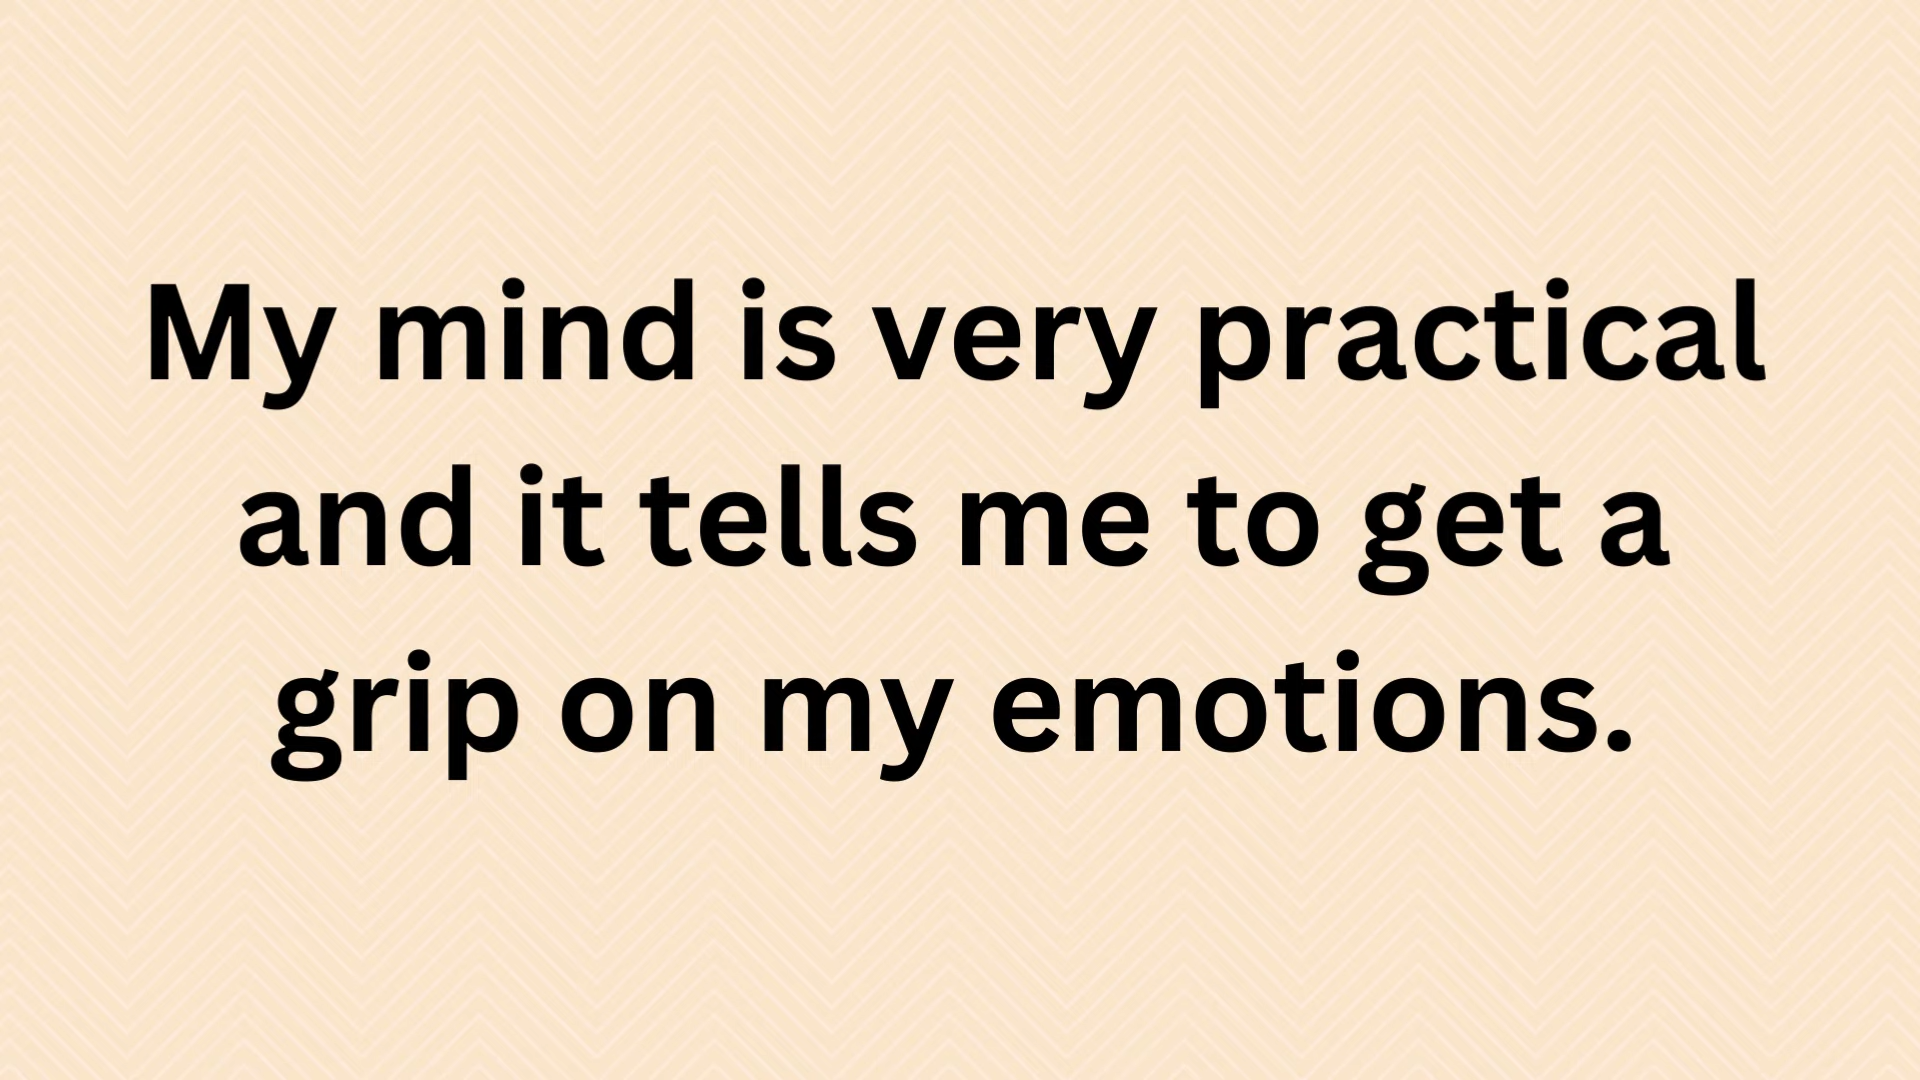 My mind is very practical
and it tells me to get a
grip on my emotions.